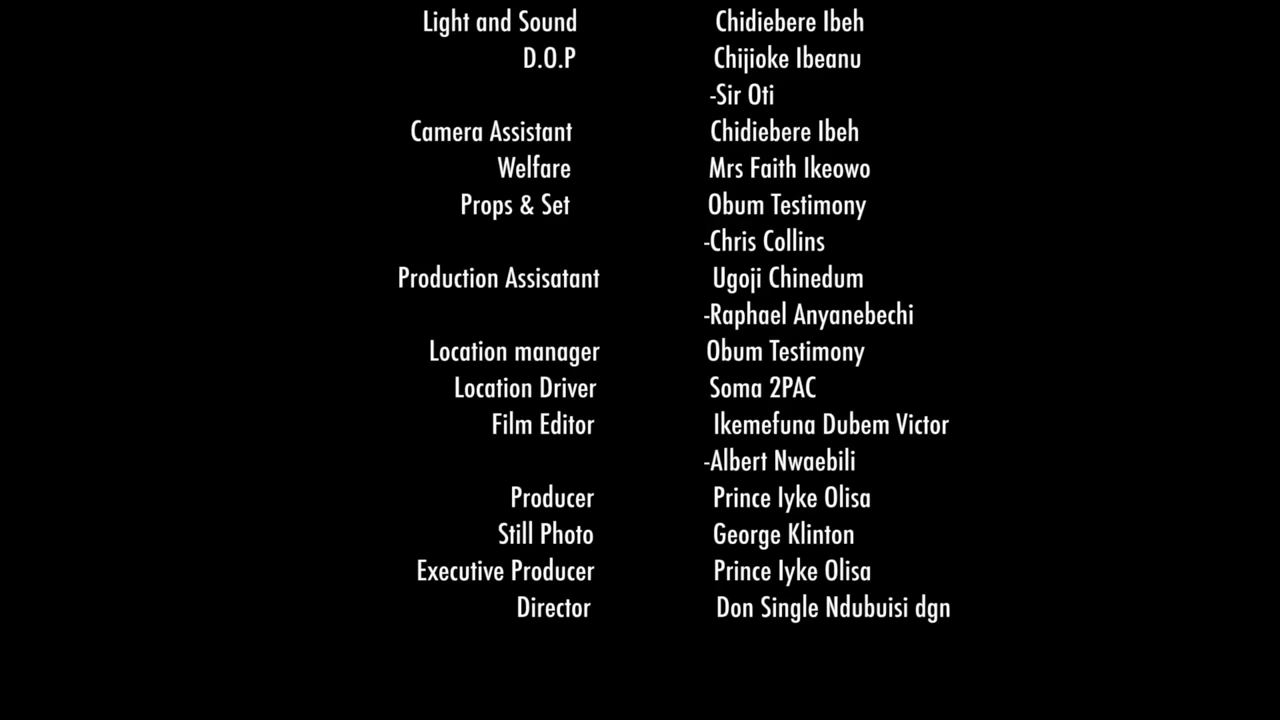 Light and Sound Chidiebere Ibeh
D.O.P Chijioke Ibeanu
-Sir Oti
Camera Assistant Chidiebere Ibeh
Welfare Mrs Faith Ikeowo
Props & Set Obum Testimony
-Chris Collins
Production Assisatant Ugoji Chinedum
-Raphael Anyanebechi
Location manager Obum Testimony
Location Driver Soma 2PAC
Film Editor Ikemefuna Dubem Victor
-Albert Nwaebili
Producer Prince Iyke Olisa
Still Photo George Klinton
Executive Producer Prince Iyke Olisa
Director Don Single Ndubuisi dgn